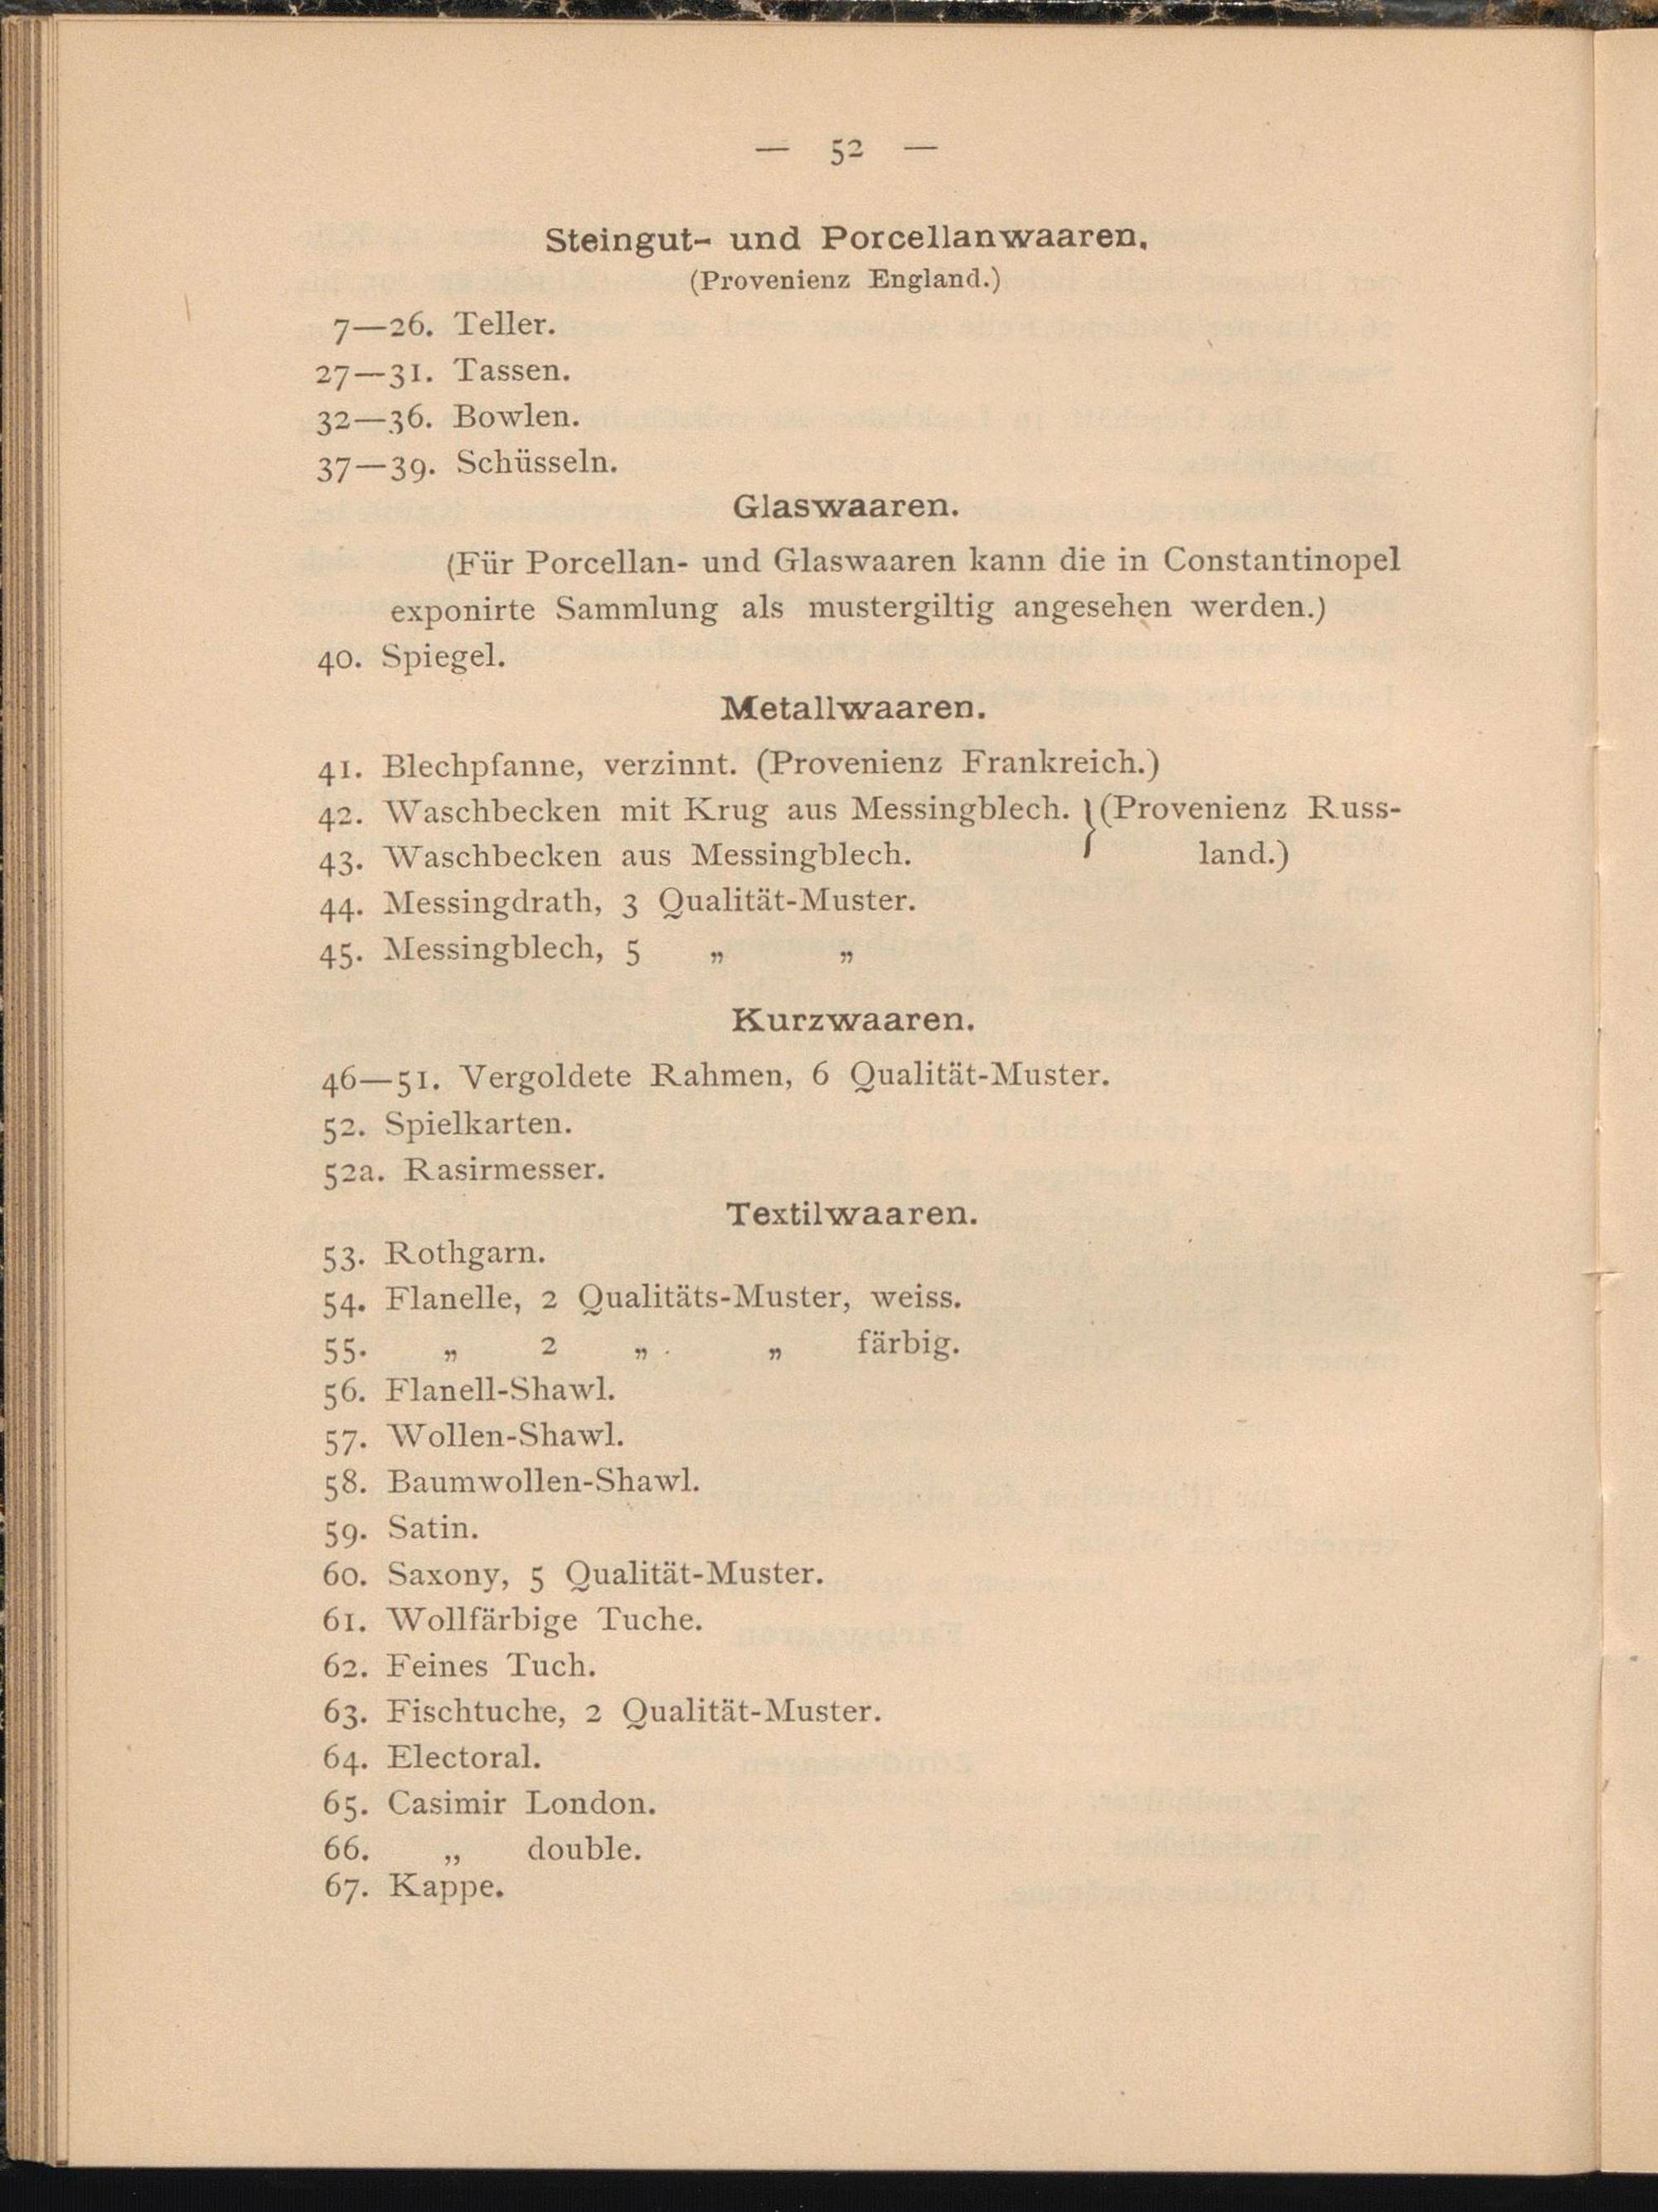 — 52 —
Steingut- und Porcellanwaaren.
(Provenienz England.)
7—26. Teller.
27—31. Tassen.
32—36. Bowlen.
37—39. Schüsseln.
Glaswaaren.
(Für Porcellan- und Glaswaaren kann die in Constantinopel
exponirte Sammlung als mustergiltig angesehen werden.)
40. Spiegel.
Metallwaaren.
41. Blechpfanne, verzinnt. (Provenienz Frankreich.)
42. Waschbecken mit Krug aus Messingblech. } (Provenienz Russ-
43. Waschbecken aus Messingblech. land.)
44. Messingdrath, 3 Qualität-Muster.
45. Messingblech, 5 „ „
Kurzwaaren.
46—51. Vergoldete Rahmen, 6 Qualität-Muster.
52. Spielkarten.
52a. Rasirmesser.
Textilwaaren.
53. Rothgarn.
54. Flanelle, 2 Qualitäts-Muster, weiss.
55. „ 2 „ „ färbig.
56. Flanell-Shawl.
57. Wollen-Shawl.
58. Baumwollen-Shawl.
59. Satin.
60. Saxony, 5 Qualität-Muster.
61. Wollfärbige Tuche.
62. Feines Tuch.
63. Fischtuche, 2 Qualität-Muster.
64. Electoral.
65. Casimir London.
66. „ double.
67. Kappe.